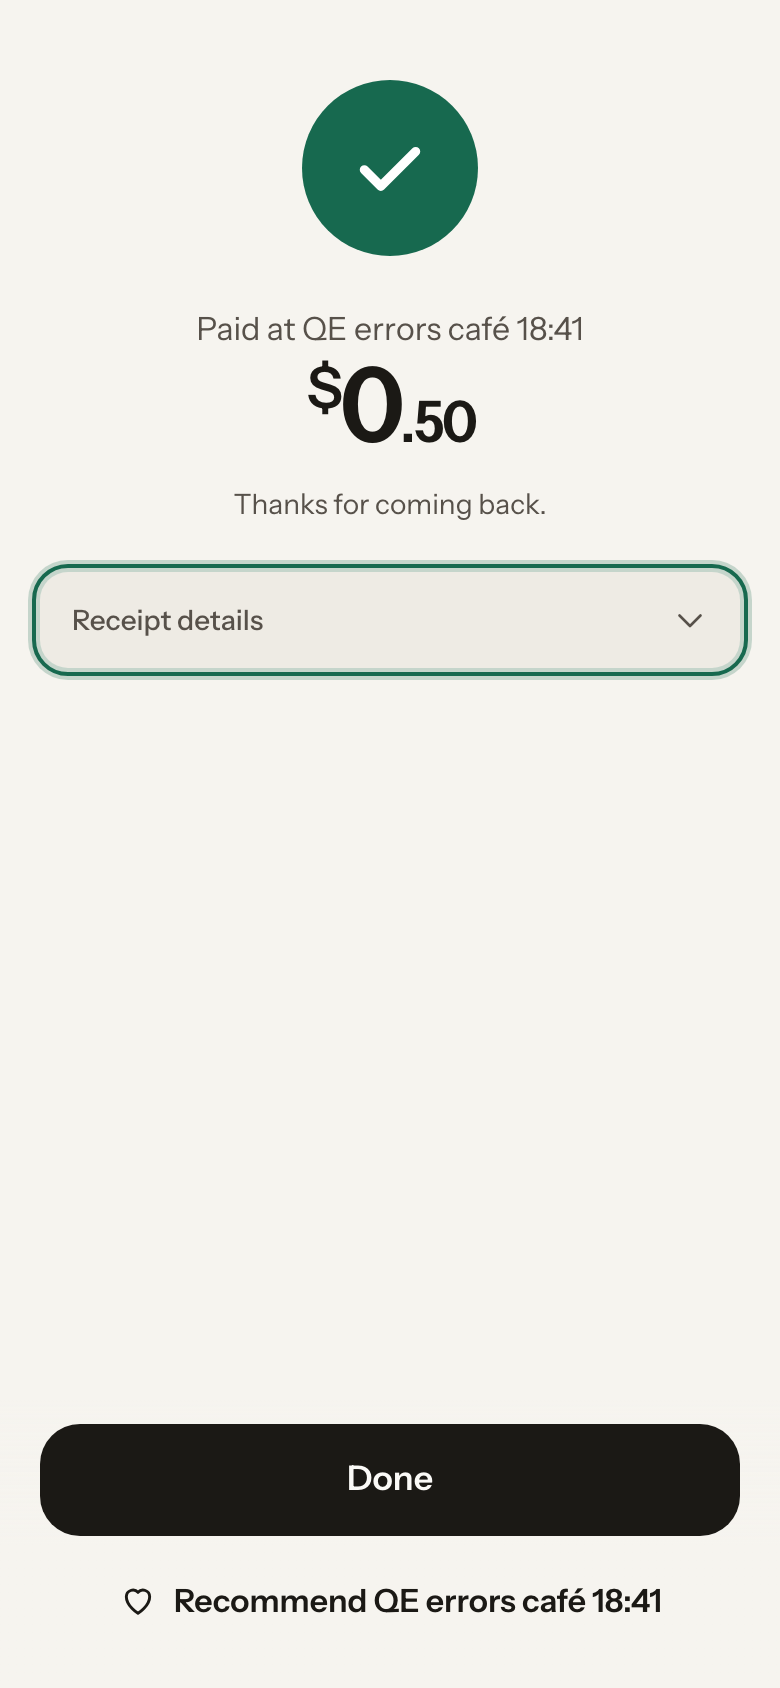 Paid at QE errors café 18:41
$0.50
Thanks for coming back.
Receipt details
Done
Recommend QE errors café 18:41